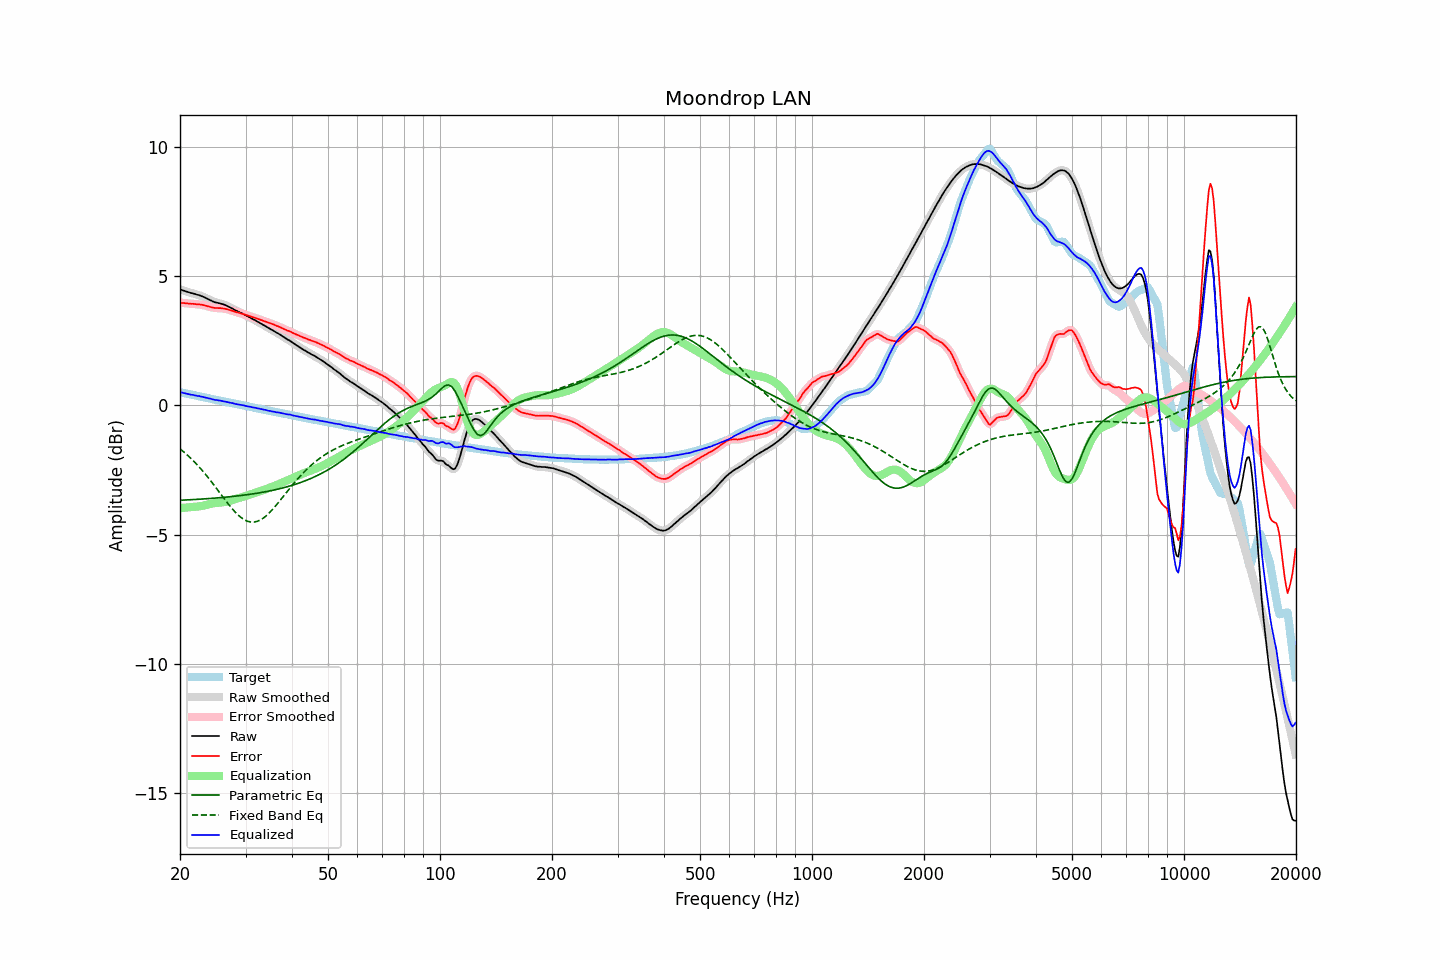 Moondrop LAN
10
5
0
−5
−10
−15
Amplitude (dBr)
Target
Raw Smoothed
Error Smoothed
Raw
Error
Equalization
Parametric Eq
Fixed Band Eq
Equalized
20 50 100 200 500 1000 2000 5000 10000 20000
Frequency (Hz)